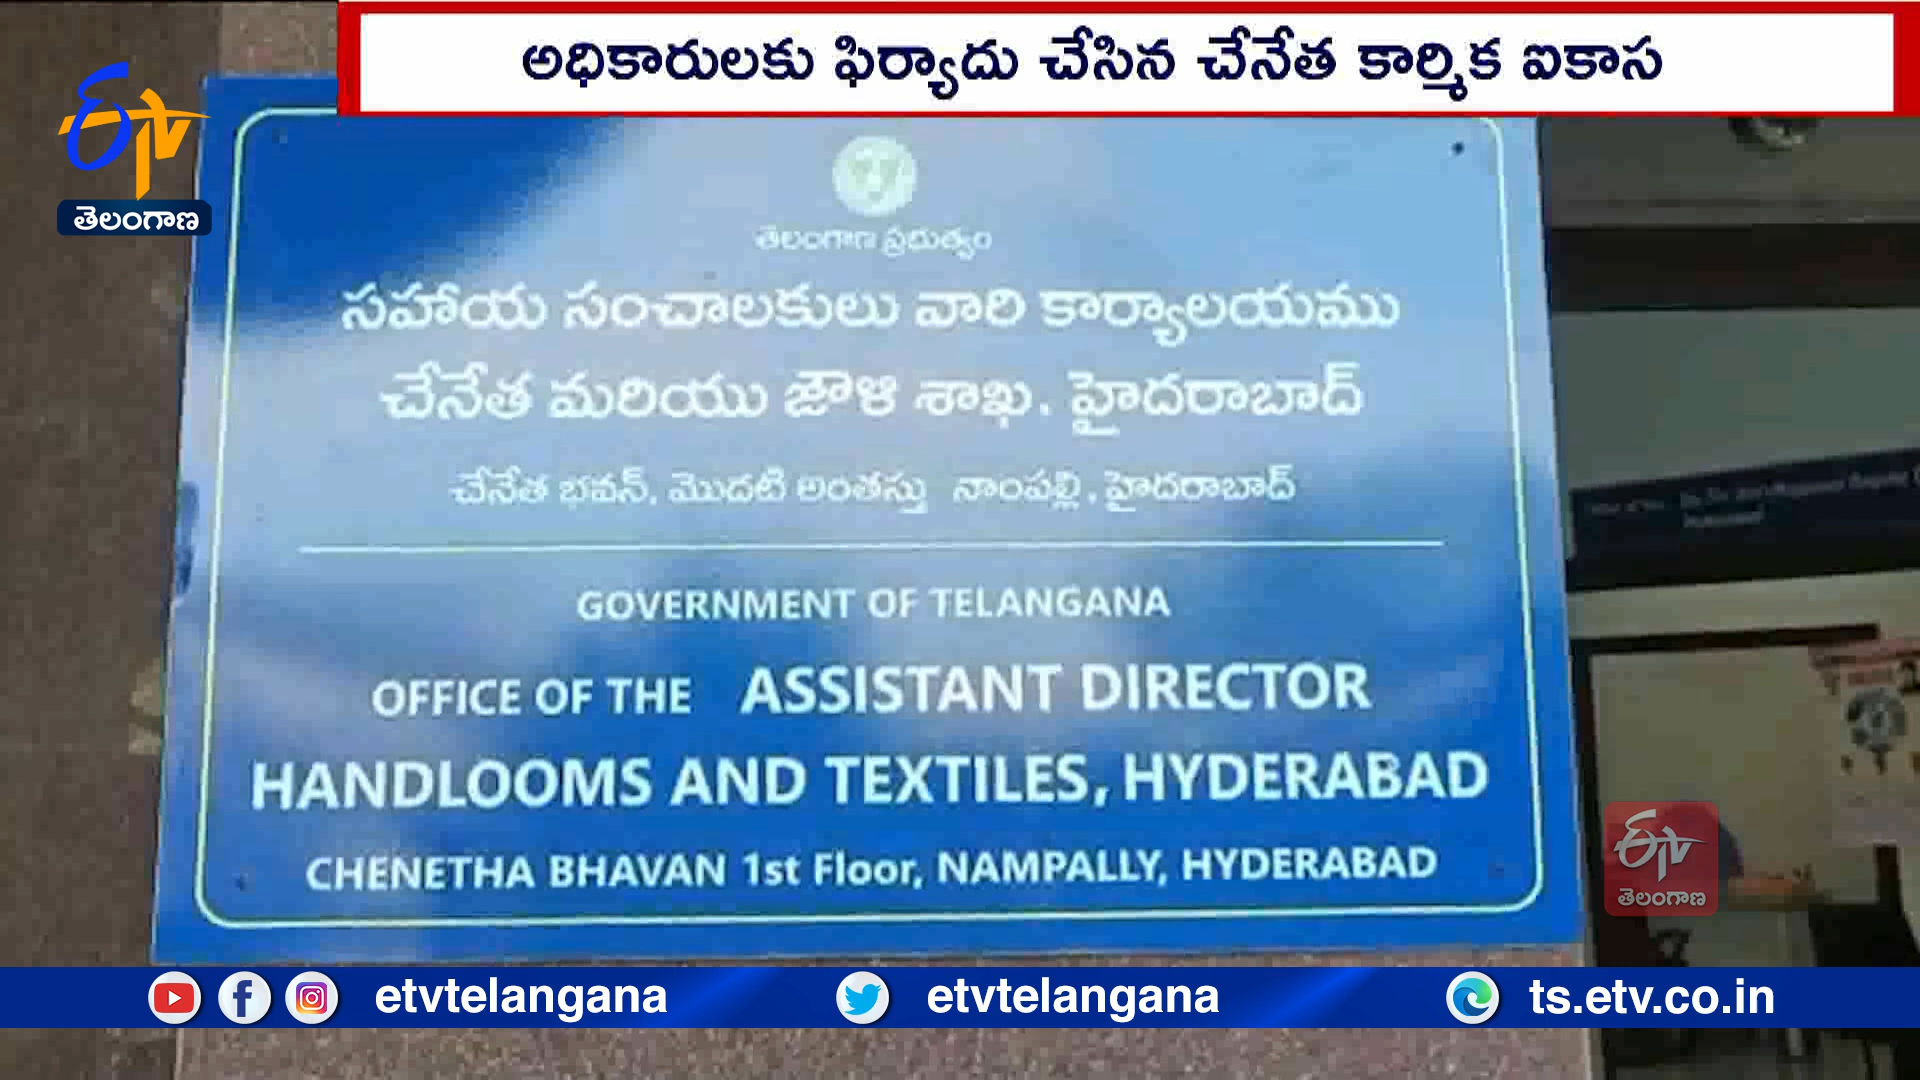 అధికారులకు ఫిర్యాదు చేసిన చేనేత కార్మిక ఐకాస
ETV
తెలంగాణ
తెలంగాణ ప్రభుత్వం
సహాయ సంచాలకులు వారి కార్యాలయము
చేనేత మరియు జౌళి శాఖ. హైదరాబాద్
చేనేత భవన్, మొదటి అంతస్తు నాంపల్లి, హైదరాబాద్
GOVERNMENT OF TELANGANA
OFFICE OF THE ASSISTANT DIRECTOR
HANDLOOMS AND TEXTILES, HYDERABAD
CHENETHA BHAVAN 1st Floor, NAMPALLY, HYDERABAD
ETV
తెలంగాణ
etvtelangana etvtelangana ts.etv.co.in